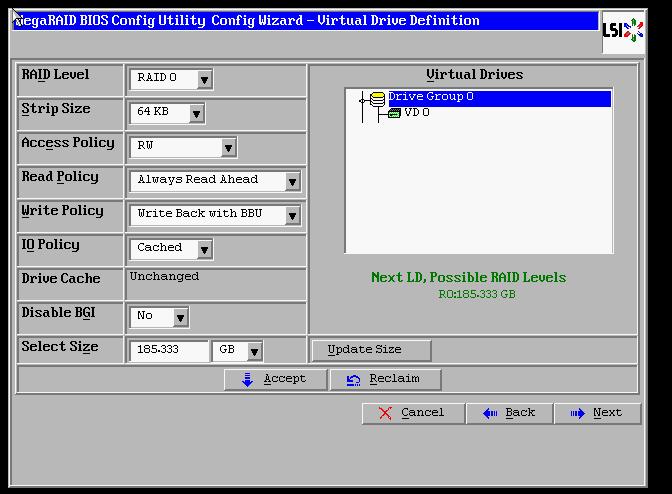 MegaRAID BIOS Config Utility Config Wizard - Virtual Drive Definition
LSI
RAID Level
RAID 0
Strip Size
64 KB
Access Policy
RW
Read Policy
Always Read Ahead
Write Policy
Write Back with BBU
IO Policy
Cached
Drive Cache
Unchanged
Disable BGI
No
Select Size
185.333
GB
Virtual Drives
Drive Group 0
VD 0
Next LD, Possible RAID Levels
R0:185.333 GB
Update Size
Accept
Reclaim
Cancel
Back
Next